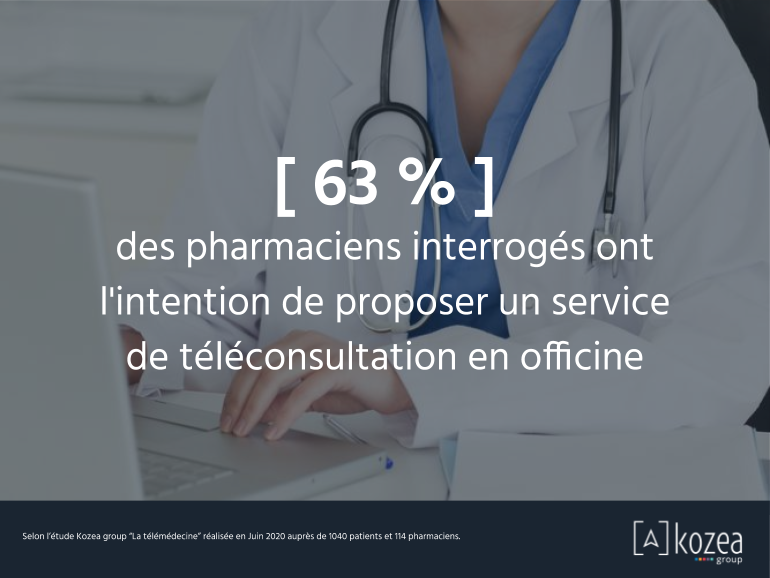 [ 63 % ]
des pharmaciens interrogés ont
l'intention de proposer un service
de téléconsultation en officine
Selon l'étude Kozea group "La télémédecine" réalisée en Juin 2020 auprès de 1040 patients et 114 pharmaciens.
[A] kozea
group